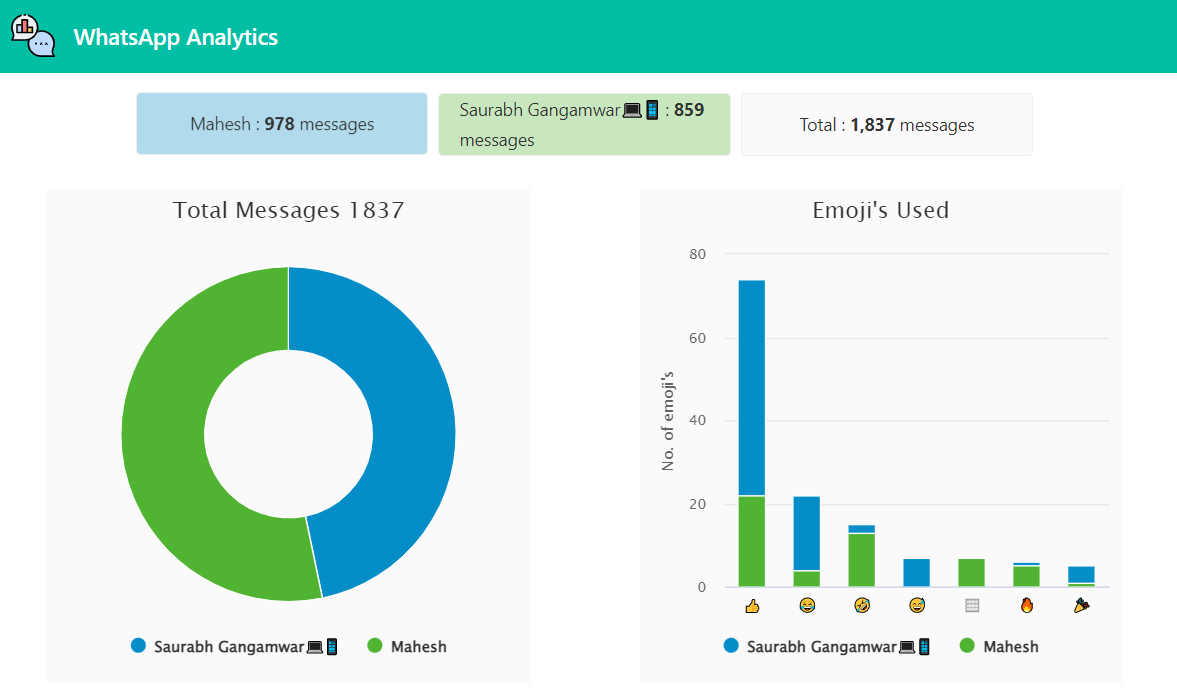 WhatsApp Analytics
Mahesh : 978 messages
Saurabh Gangamwar💻📱 : 859
messages
Total : 1,837 messages
Total Messages 1837
Saurabh Gangamwar💻📱 Mahesh
Emoji's Used
No. of emoji's
80
60
40
20
0
👍 😂 🤣 😅 🔥 🎉
Saurabh Gangamwar💻📱 Mahesh